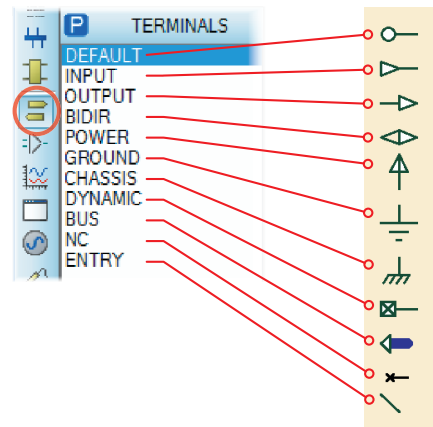 P TERMINALS
DEFAULT
INPUT
OUTPUT
BIDIR
POWER
GROUND
CHASSIS
DYNAMIC
BUS
NC
ENTRY